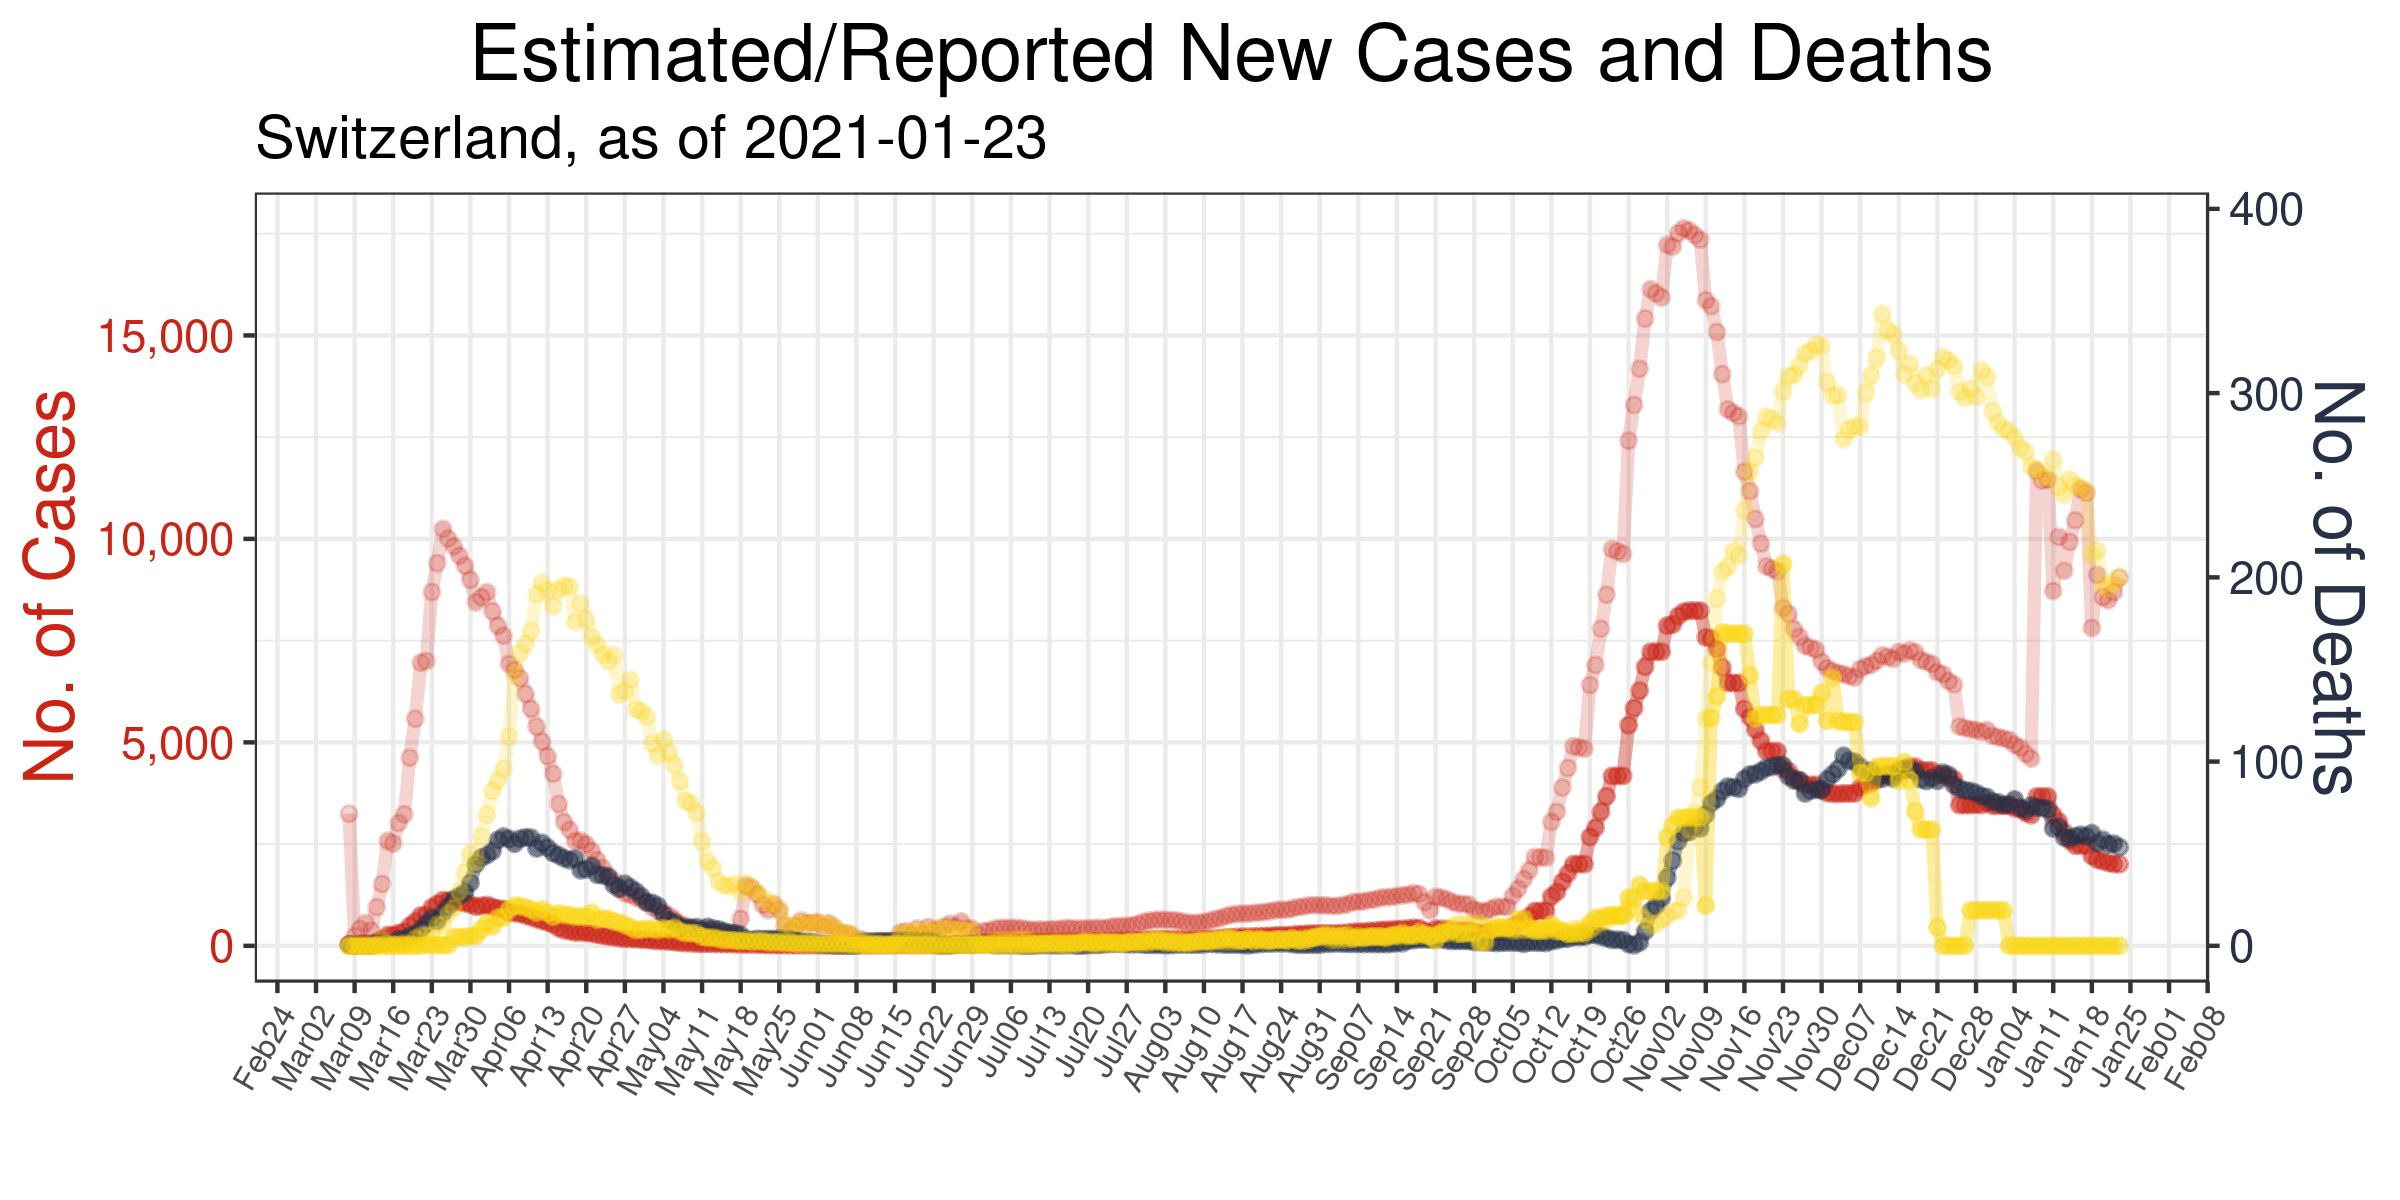 Estimated/Reported New Cases and Deaths
Switzerland, as of 2021-01-23
No. of Cases
15,000
10,000
5,000
0
400
300
200
100
0
No. of Deaths
Feb24
Mar02
Mar09
Mar16
Mar23
Mar30
Apr06
Apr13
Apr20
Apr27
May04
May11
May18
May25
Jun01
Jun08
Jun15
Jun22
Jun29
Jul06
Jul13
Jul20
Jul27
Aug03
Aug10
Aug17
Aug24
Aug31
Sep07
Sep14
Sep21
Sep28
Oct05
Oct12
Oct19
Oct26
Nov02
Nov09
Nov16
Nov23
Nov30
Dec07
Dec14
Dec21
Dec28
Jan04
Jan11
Jan18
Jan25
Feb01
Feb08